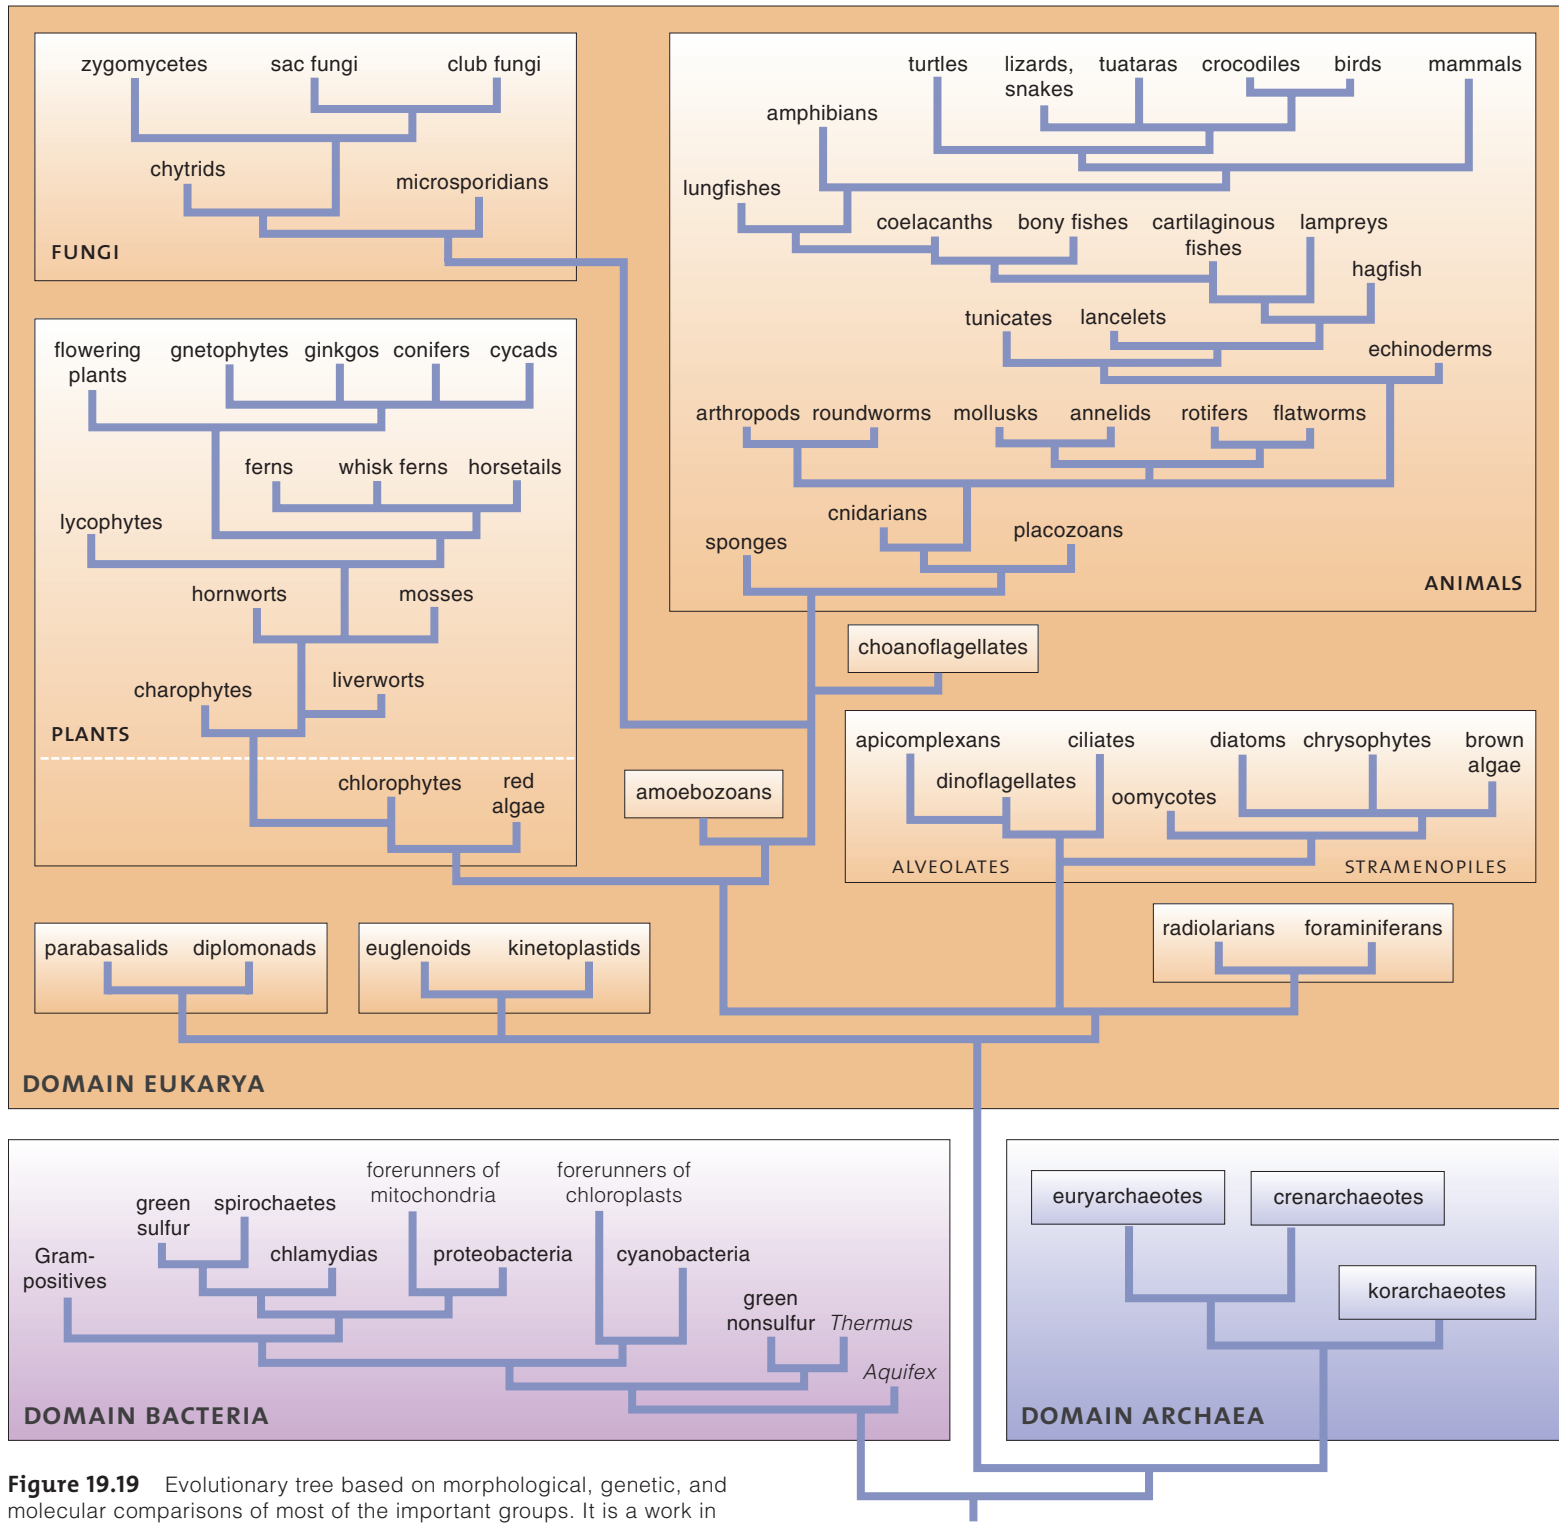 zygomycetes
sac fungi
club fungi
chytrids
microsporidians
FUNGI
turtles
lizards,
snakes
tuataras
crocodiles
birds
mammals
amphibians
lungfishes
coelacanths
bony fishes
cartilaginous
fishes
lampreys
hagfish
tunicates
lancelets
echinoderms
arthropods
roundworms
mollusks
annelids
rotifers
flatworms
cnidarians
placozoans
sponges
ANIMALS
flowering
plants
gnetophytes
ginkgos
conifers
cycads
ferns
whisk ferns
horsetails
lycophytes
hornworts
mosses
liverworts
charophytes
PLANTS
chlorophytes
red
algae
choanoflagellates
amoebozoans
apicomplexans
ciliates
dinoflagellates
diatoms
chrysophytes
brown
algae
oomycotes
ALVEOLATES
STRAMENOPILES
parabasalids
diplomonads
euglenoids
kinetoplastids
radiolarians
foraminiferans
DOMAIN EUKARYA
forerunners of
mitochondria
forerunners of
chloroplasts
green
sulfur
spirochaetes
Gram-
positives
chlamydias
proteobacteria
cyanobacteria
green
nonsulfur
Thermus
Aquifex
DOMAIN BACTERIA
euryarchaeotes
crenarchaeotes
korarchaeotes
DOMAIN ARCHAEA
Figure 19.19 Evolutionary tree based on morphological, genetic, and
molecular comparisons of most of the important groups. It is a work in